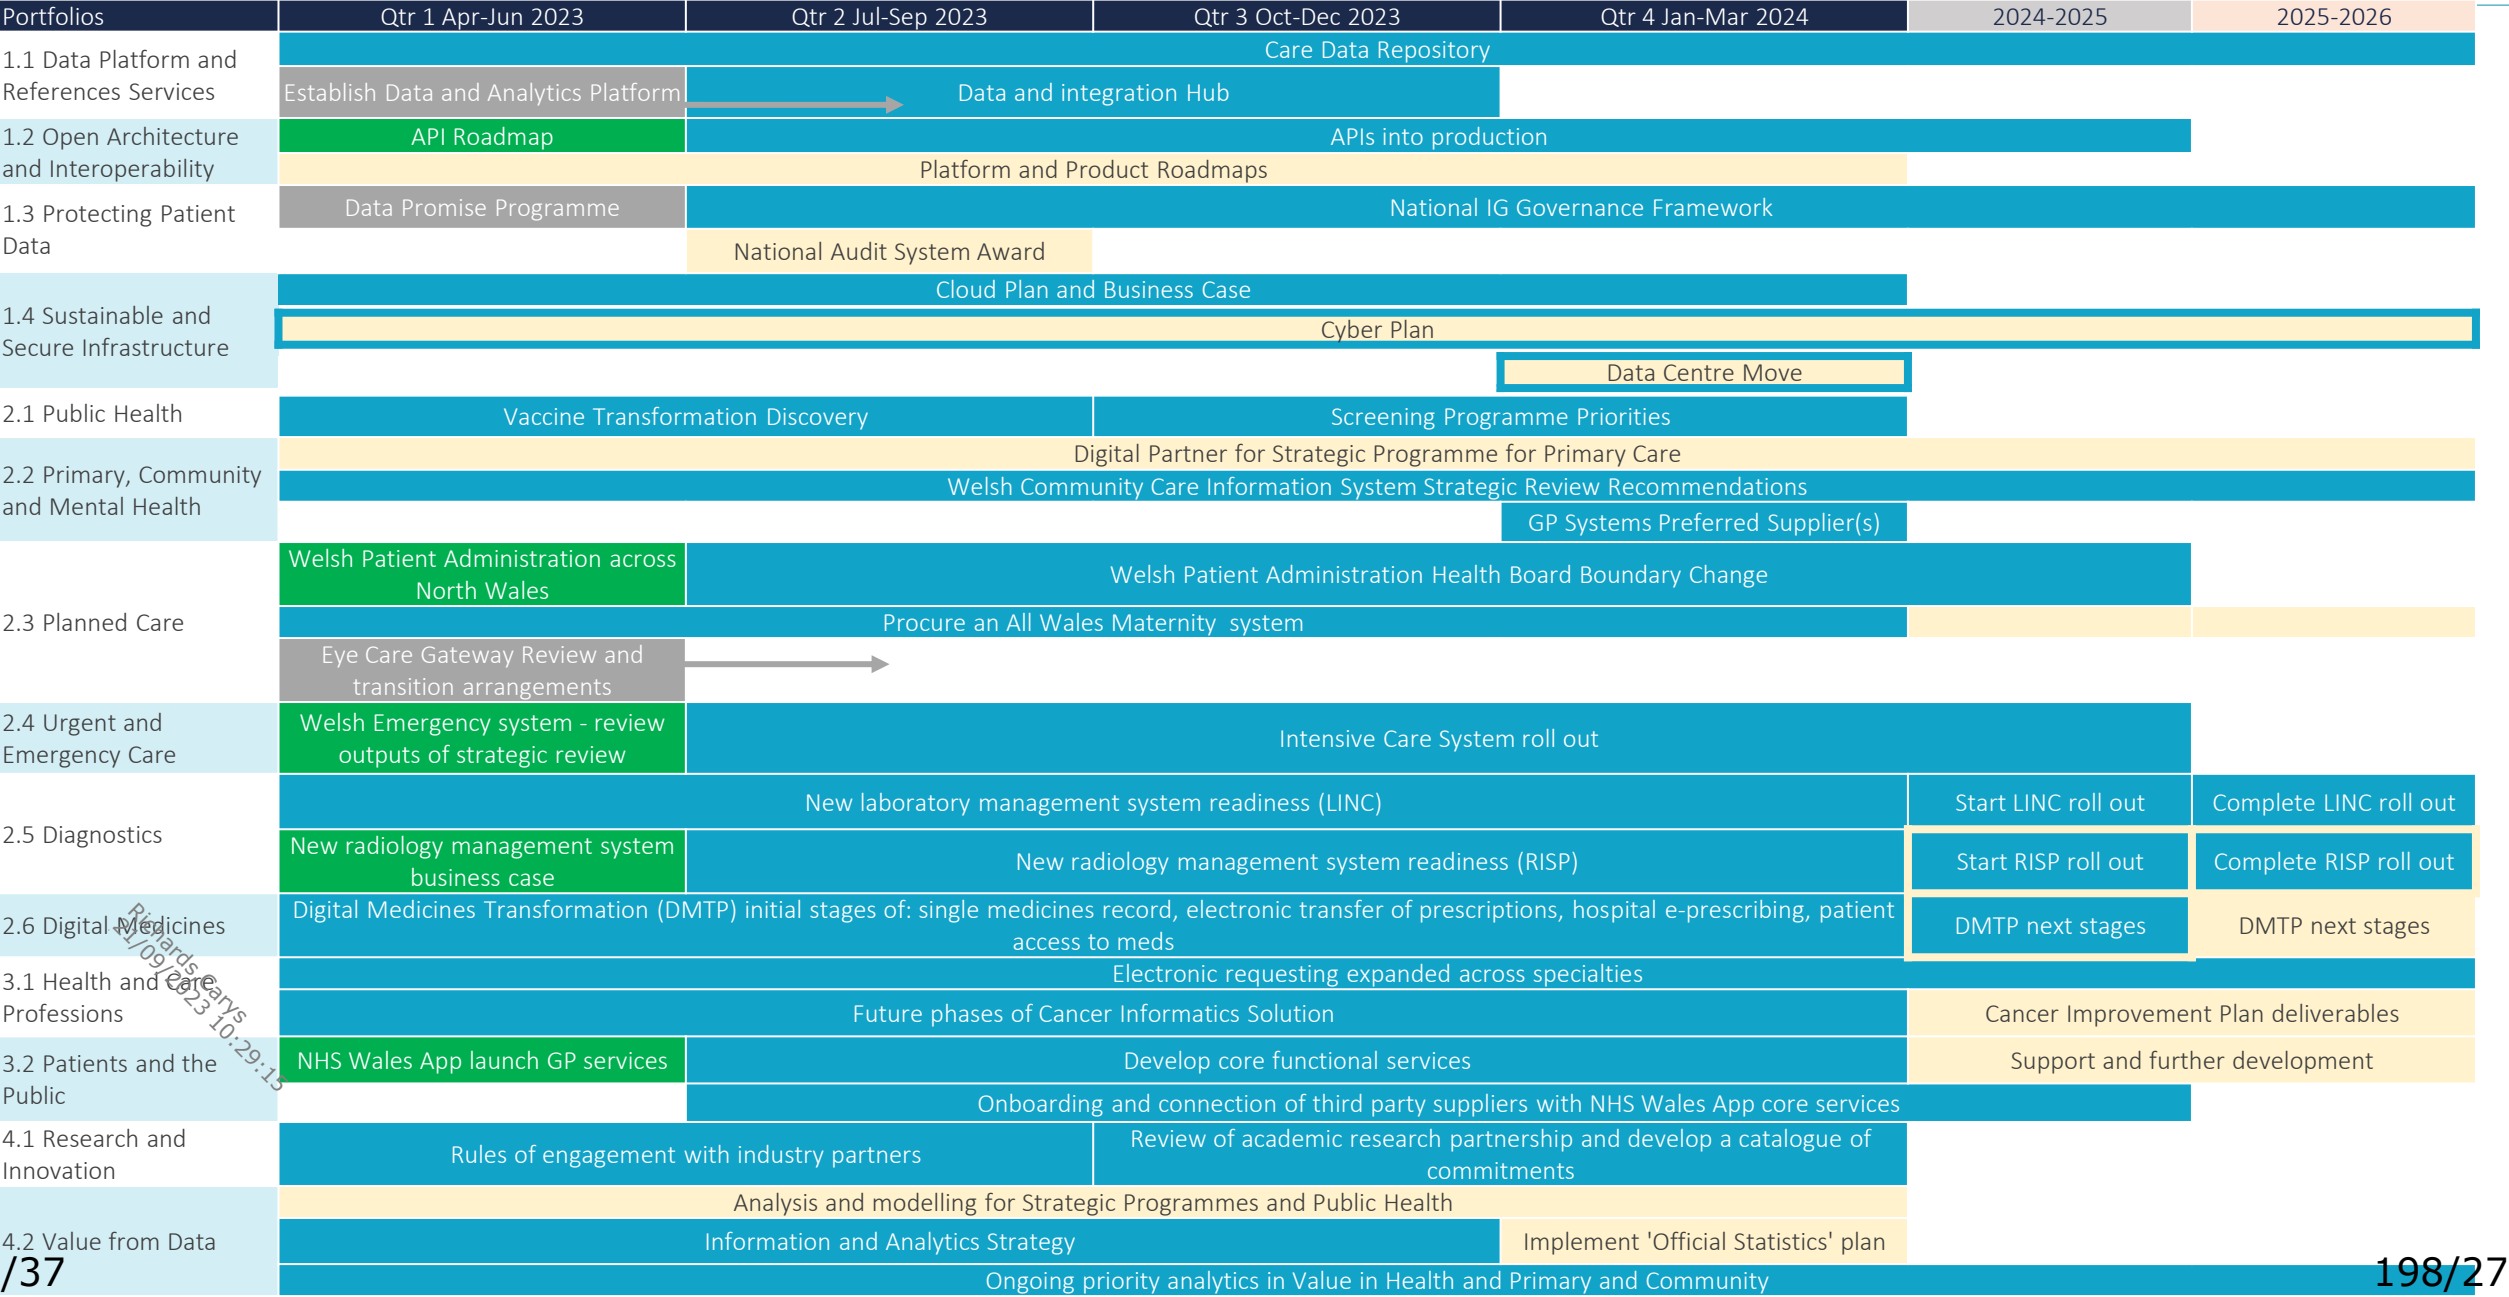 Portfolios
Qtr 1 Apr-Jun 2023
Qtr 2 Jul-Sep 2023
Qtr 3 Oct-Dec 2023
Qtr 4 Jan-Mar 2024
2024-2025
2025-2026
1.1 Data Platform and
References Services
Care Data Repository
Establish Data and Analytics Platform
Data and integration Hub
1.2 Open Architecture
and Interoperability
API Roadmap
APIs into production
Platform and Product Roadmaps
1.3 Protecting Patient
Data
Data Promise Programme
National IG Governance Framework
National Audit System Award
1.4 Sustainable and
Secure Infrastructure
Cloud Plan and Business Case
Cyber Plan
Data Centre Move
2.1 Public Health
Vaccine Transformation Discovery
Screening Programme Priorities
2.2 Primary, Community
and Mental Health
Digital Partner for Strategic Programme for Primary Care
Welsh Community Care Information System Strategic Review Recommendations
GP Systems Preferred Supplier(s)
2.3 Planned Care
Welsh Patient Administration across
North Wales
Welsh Patient Administration Health Board Boundary Change
Procure an All Wales Maternity system
Eye Care Gateway Review and
transition arrangements
2.4 Urgent and
Emergency Care
Welsh Emergency system - review
outputs of strategic review
Intensive Care System roll out
2.5 Diagnostics
New laboratory management system readiness (LINC)
Start LINC roll out
Complete LINC roll out
New radiology management system
business case
New radiology management system readiness (RISP)
Start RISP roll out
Complete RISP roll out
2.6 Digital Medicines
Digital Medicines Transformation (DMTP) initial stages of: single medicines record, electronic transfer of prescriptions, hospital e-prescribing, patient
access to meds
DMTP next stages
DMTP next stages
3.1 Health and Care
Professions
Electronic requesting expanded across specialties
Future phases of Cancer Informatics Solution
Cancer Improvement Plan deliverables
3.2 Patients and the
Public
NHS Wales App launch GP services
Develop core functional services
Support and further development
Onboarding and connection of third party suppliers with NHS Wales App core services
4.1 Research and
Innovation
Rules of engagement with industry partners
Review of academic research partnership and develop a catalogue of
commitments
4.2 Value from Data
Analysis and modelling for Strategic Programmes and Public Health
Information and Analytics Strategy
Implement 'Official Statistics' plan
Ongoing priority analytics in Value in Health and Primary and Community
Richards Carys
21/09/2023 10:29:15
/37
198/27